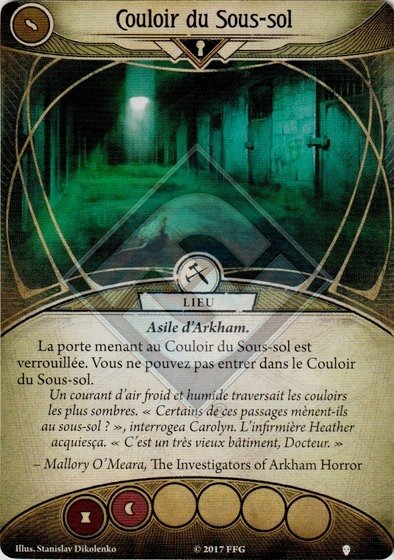 Couloir du Sous-sol
LIEU
Asile d'Arkham.
La porte menant au Couloir du Sous-sol est
verrouillée. Vous ne pouvez pas entrer dans le Couloir
du Sous-sol.
Un courant d'air froid et humide traversait les couloirs
les plus sombres. « Certains de ces passages mènent-ils
au sous-sol ? », interrogea Carolyn. L'infirmière Heather
acquiesça. « C'est un très vieux bâtiment, Docteur. »
– Mallory O'Meara, The Investigators of Arkham Horror
Illus. Stanislav Dikolenko
© 2017 FFG